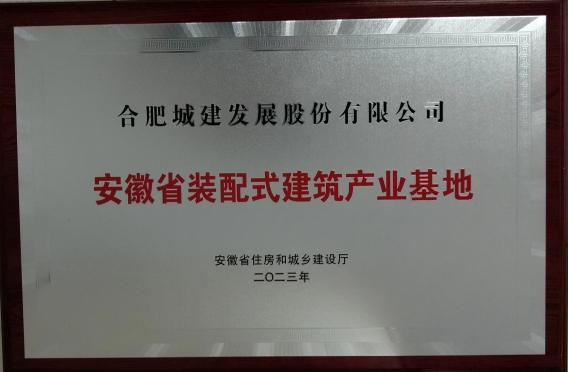 合肥城建发展股份有限公司
安徽省装配式建筑产业基地
安徽省住房和城乡建设厅
二〇二三年